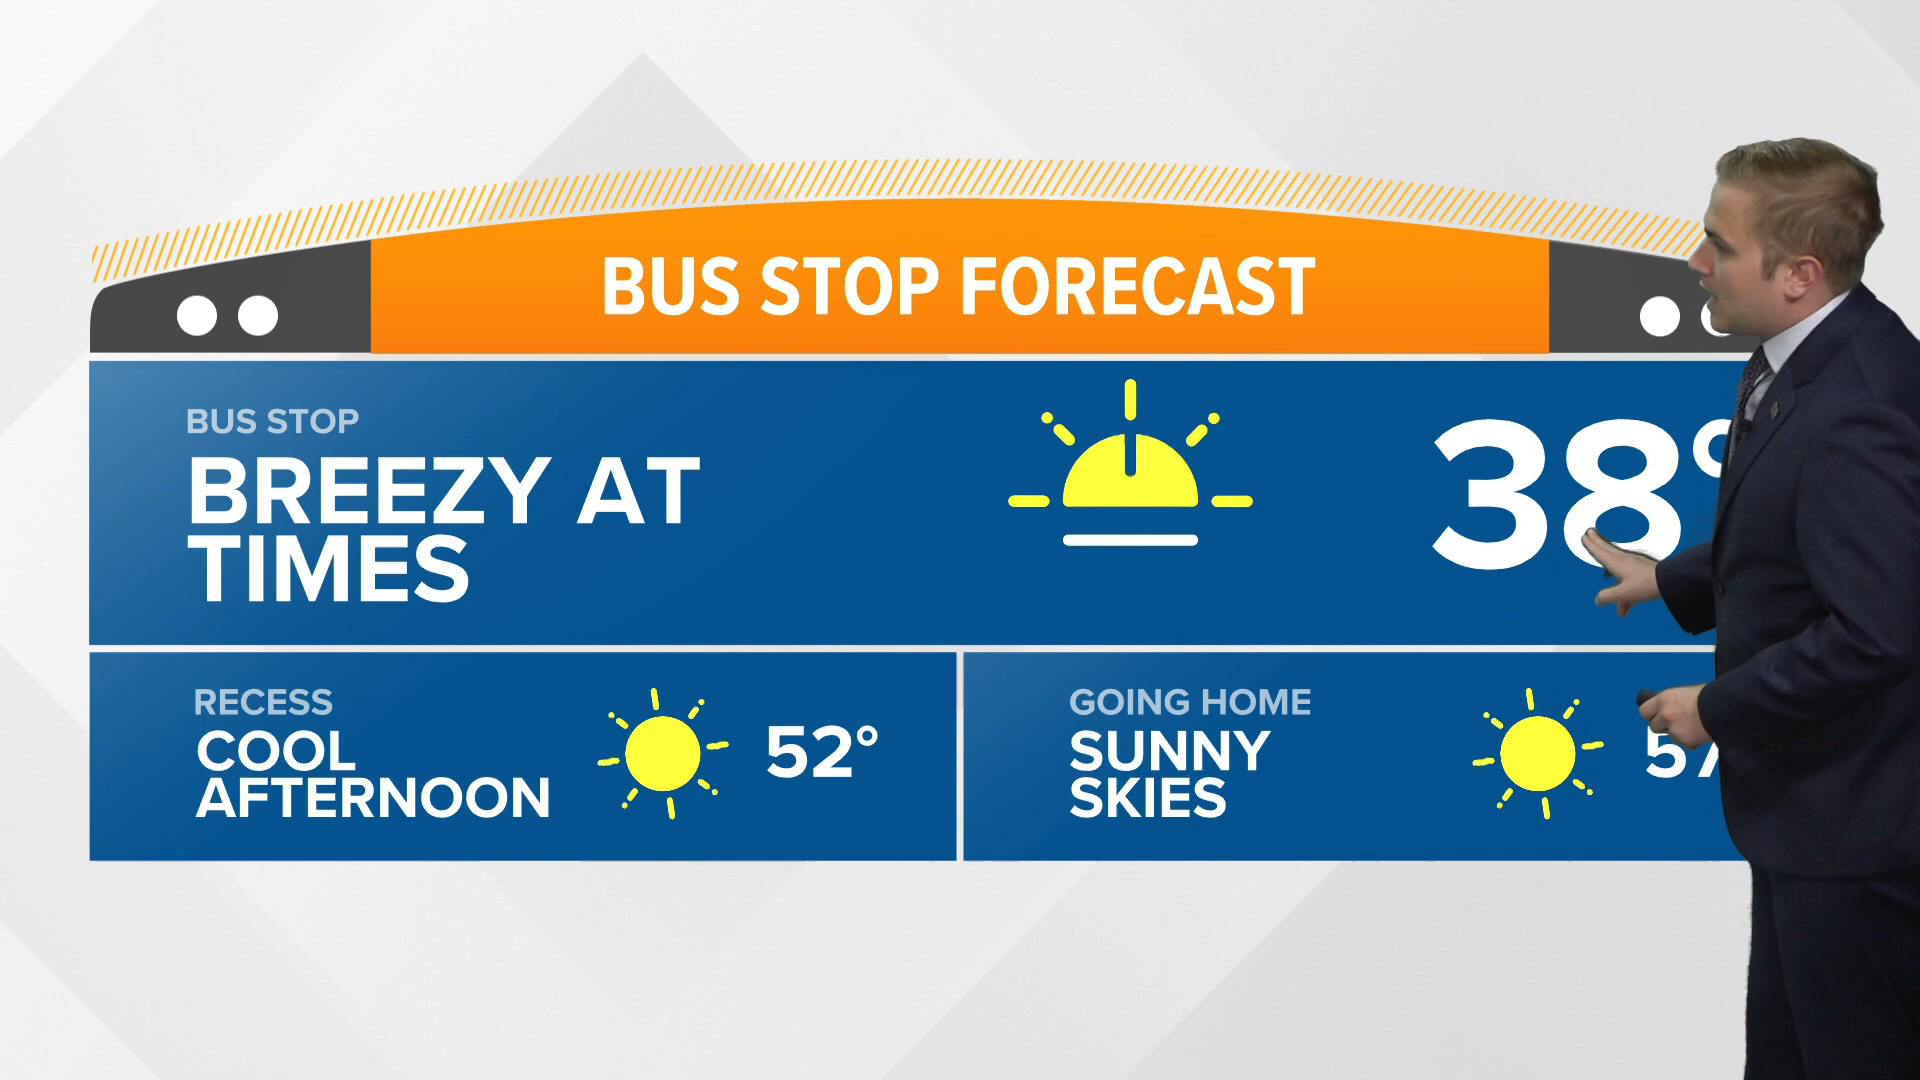 BUS STOP FORECAST
BUS STOP
BREEZY AT
TIMES
38°
RECESS
COOL
AFTERNOON
52°
GOING HOME
SUNNY
SKIES